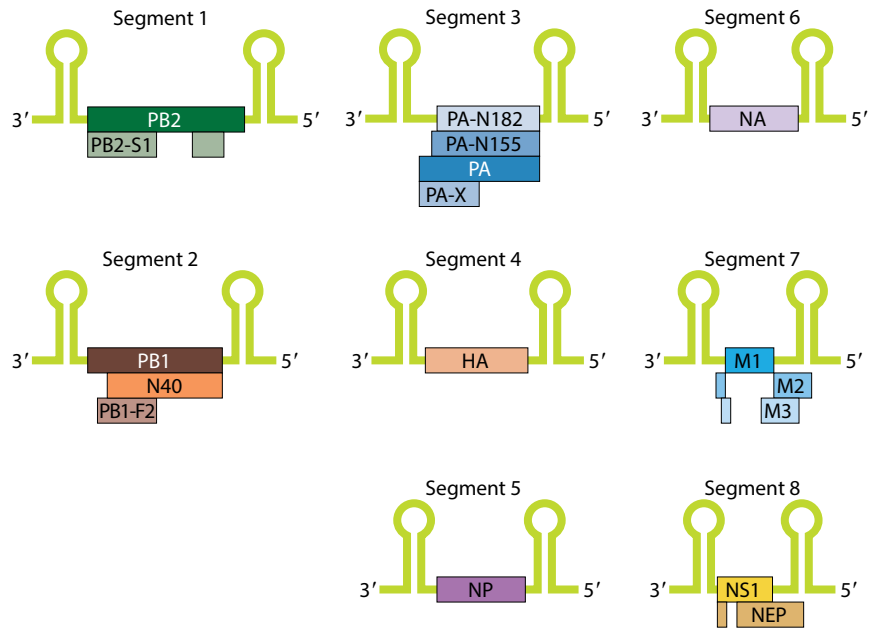 Segment 1
3′ PB2 5′
PB2-S1
Segment 3
3′ PA-N182 5′
PA-N155
PA
PA-X
Segment 6
3′ NA 5′
Segment 2
3′ PB1 5′
N40
PB1-F2
Segment 4
3′ HA 5′
Segment 7
3′ M1 5′
M2
M3
Segment 5
3′ NP 5′
Segment 8
3′ NS1 5′
NEP